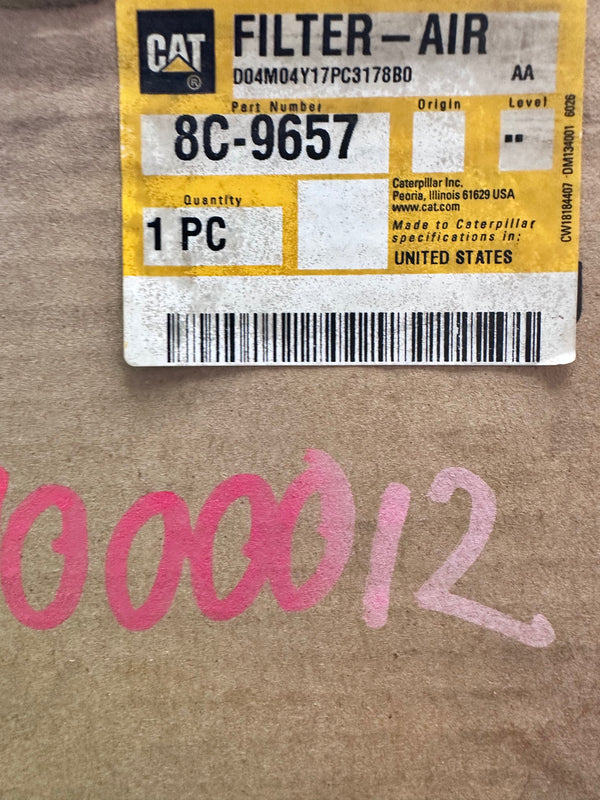 CAT
®
FILTER-AIR
D04M04Y17PC3178B0 AA
Part Number Origin Level
8C-9657 --
Quantity
1 PC
Caterpillar Inc.
Peoria, Illinois 61629 USA
www.cat.com
Made to Caterpillar
specifications in:
UNITED STATES
CW18184407 - DM134001 6026
000012